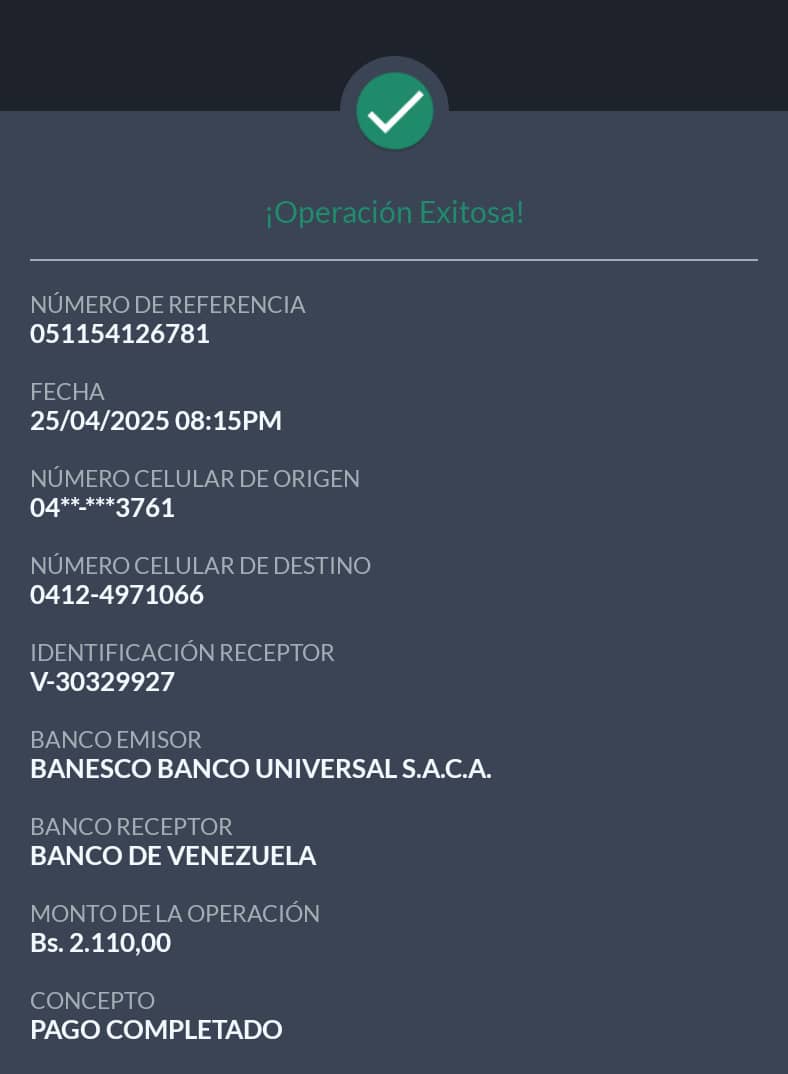 ¡Operación Exitosa!
NÚMERO DE REFERENCIA
051154126781
FECHA
25/04/2025 08:15PM
NÚMERO CELULAR DE ORIGEN
04**-***3761
NÚMERO CELULAR DE DESTINO
0412-4971066
IDENTIFICACIÓN RECEPTOR
V-30329927
BANCO EMISOR
BANESCO BANCO UNIVERSAL S.A.C.A.
BANCO RECEPTOR
BANCO DE VENEZUELA
MONTO DE LA OPERACIÓN
Bs. 2.110,00
CONCEPTO
PAGO COMPLETADO